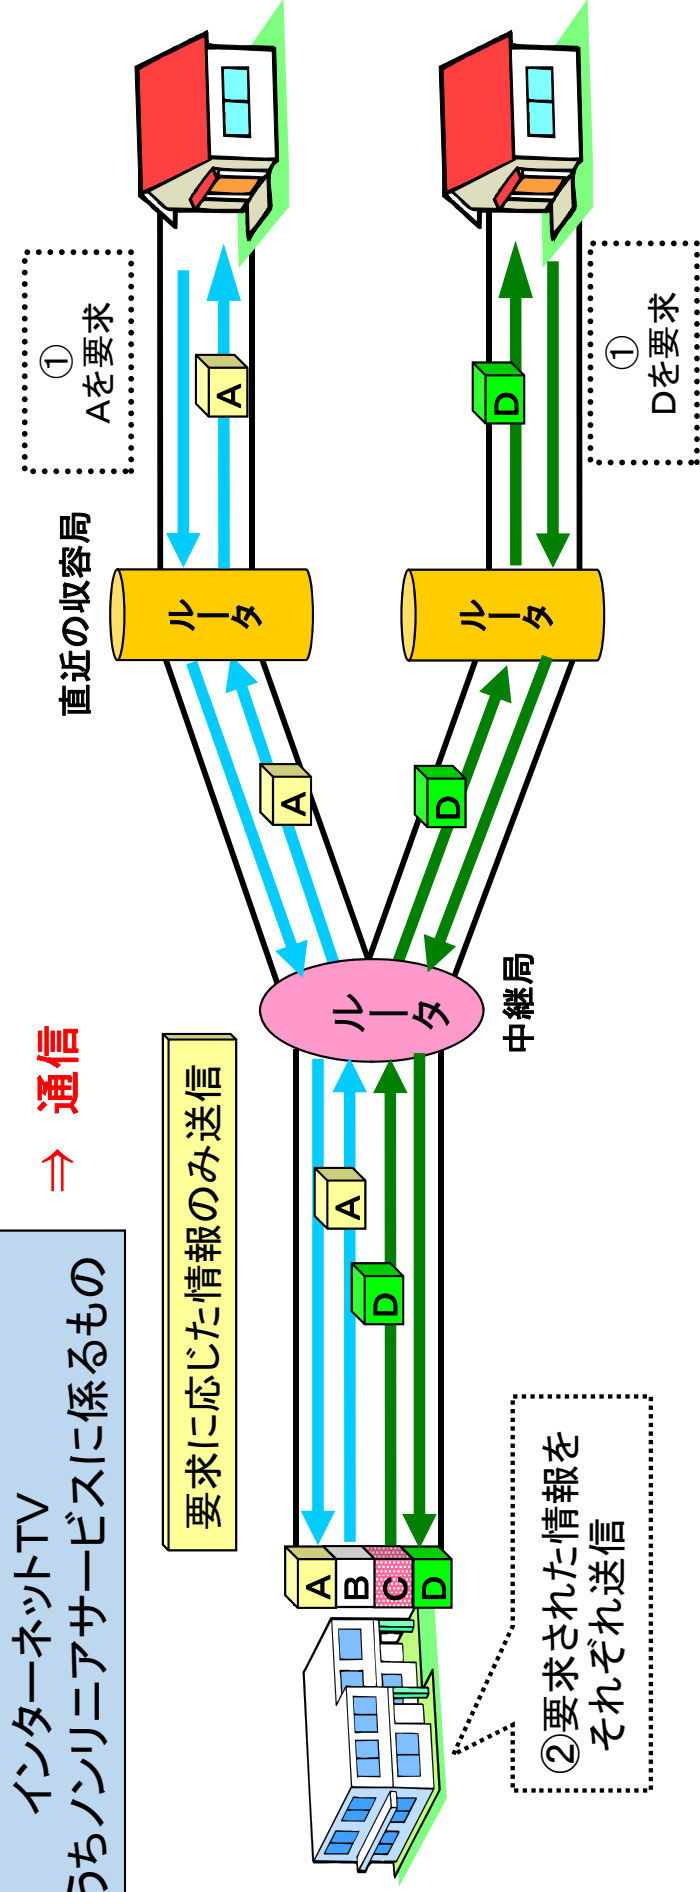 インターネットTV
うちノンリニアサービスに係るもの
⇒ 通信
要求に応じた情報のみ送信
直近の収容局
①
Aを要求
A
ルータ
A
ルータ
中継局
A
D
A
B
C
D
D
ルータ
D
①
Dを要求
②要求された情報を
それぞれ送信